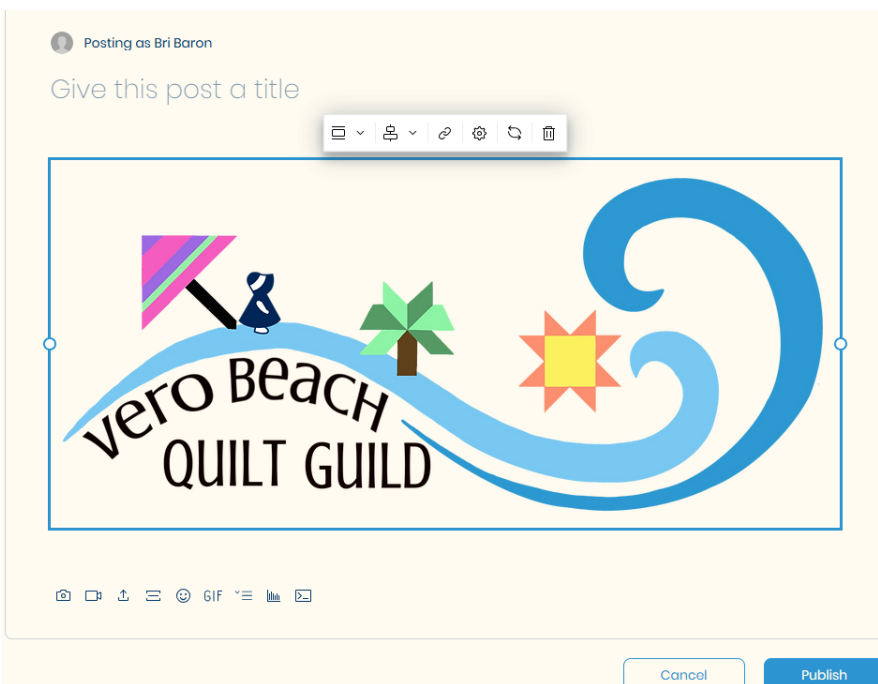 Posting as Bri Baron
Give this post a title
vero BeacH
QUILT GUILD
GIF
Cancel
Publish